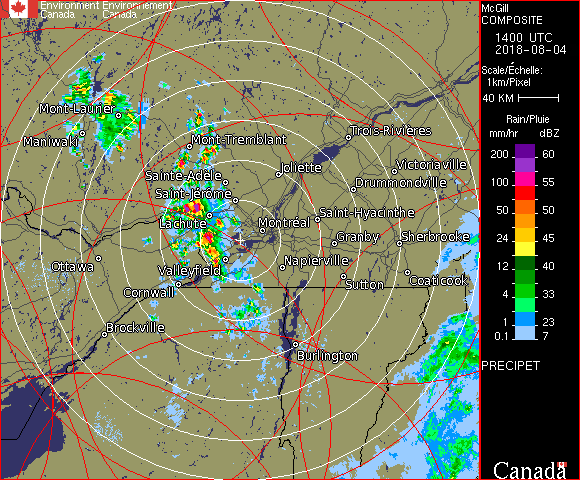 Environment Environnement
Canada Canada
McGill
COMPOSITE
1400 UTC
2018-08-04
Scale/Échelle:
1km/Pixel
40 KM
Rain/Pluie
mm/hr dBZ
200 60
100 55
50 50
24 45
12 40
4 33
1 23
0.1 7
PRECIPET
Canada
Mont-Laurier
Maniwaki
Mont-Tremblant
Trois-Rivières
Joliette
Victoriaville
Sainte-Adèle
Drummondville
Saint-Jérôme
Lachute
Saint-Hyacinthe
Montréal
Granby
Sherbrooke
Ottawa
Valleyfield
Napierville
Cornwall
Sutton
Coaticook
Brockville
Burlington